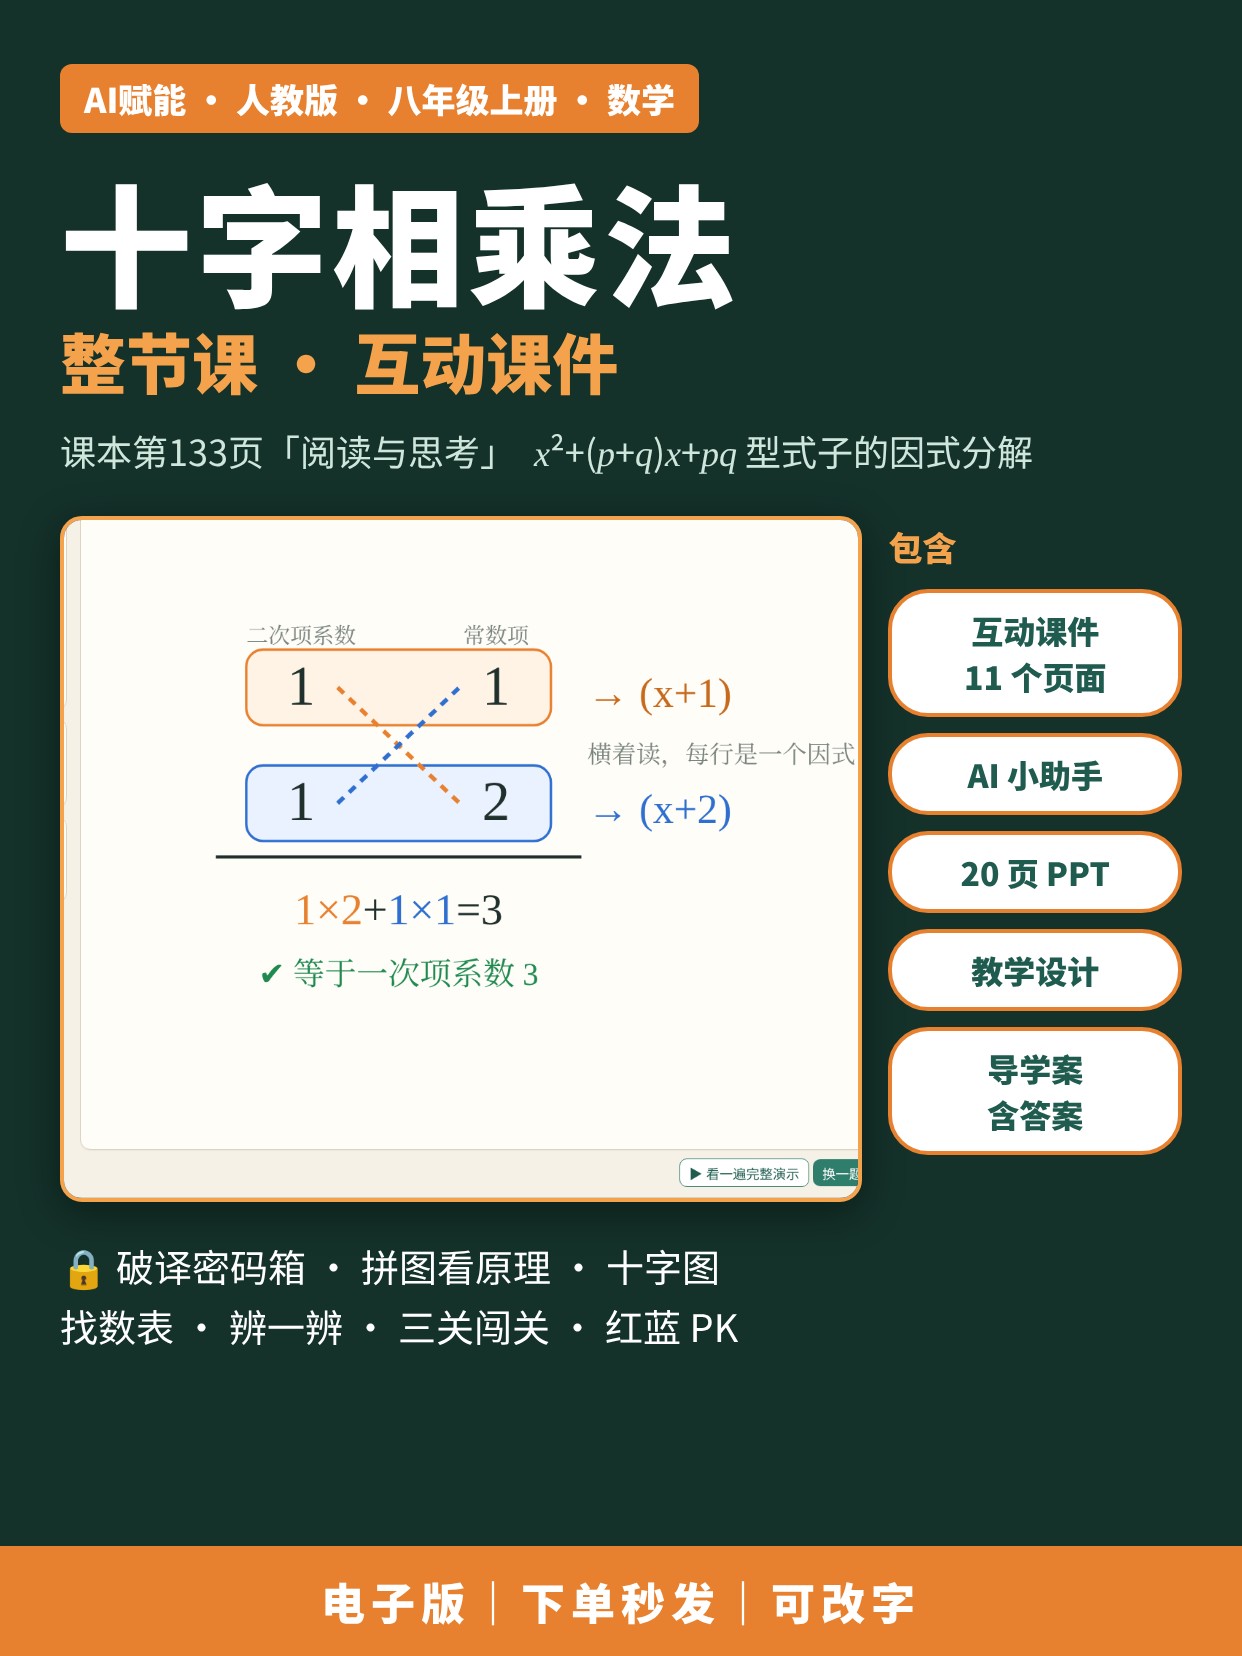 AI赋能 · 人教版 · 八年级上册 · 数学
十字相乘法
整节课 · 互动课件
课本第133页「阅读与思考」 x²+(p+q)x+pq 型式子的因式分解
二次项系数 常数项
1 1 → (x+1)
横着读，每行是一个因式
1 2 → (x+2)
1×2+1×1=3
✔ 等于一次项系数 3
▶ 看一遍完整演示 换一题
包含
互动课件
11 个页面
AI 小助手
20 页 PPT
教学设计
导学案
含答案
🔒 破译密码箱 · 拼图看原理 · 十字图
找数表 · 辨一辨 · 三关闯关 · 红蓝 PK
电子版｜下单秒发｜可改字